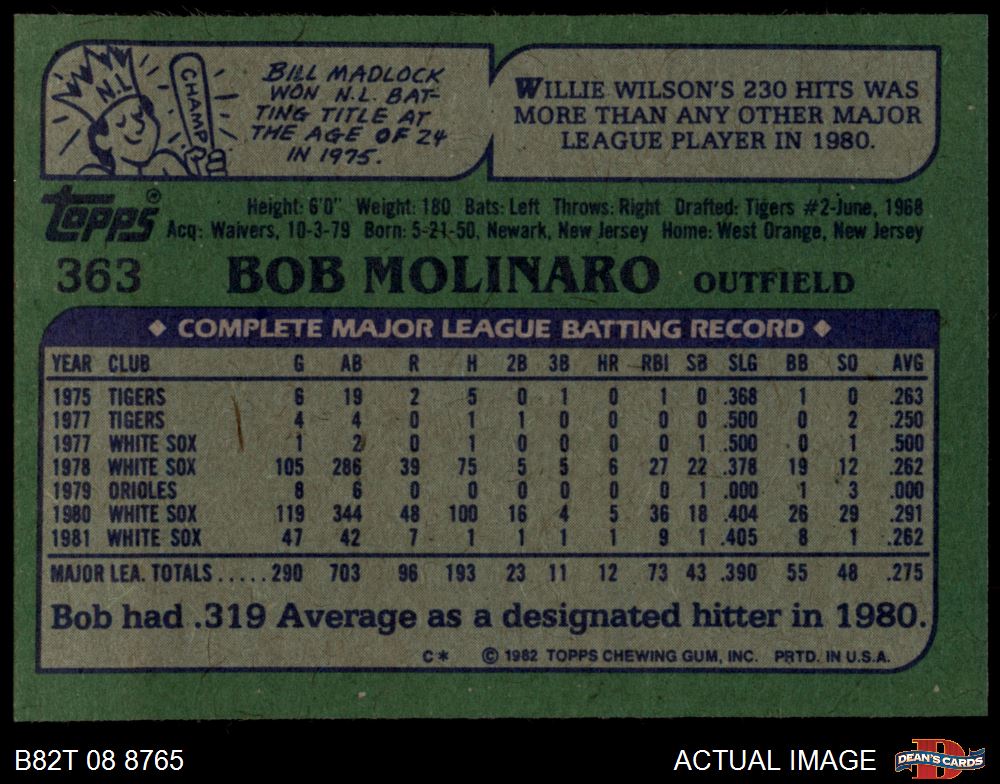 N.L.
CHAMP
BILL MADLOCK
WON N.L. BAT-
TING TITLE AT
THE AGE OF 24
IN 1975.
WILLIE WILSON'S 230 HITS WAS
MORE THAN ANY OTHER MAJOR
LEAGUE PLAYER IN 1980.
Topps®
Height: 6'0" Weight: 180 Bats: Left Throws: Right Drafted: Tigers #2-June, 1968
Acq: Waivers, 10-3-79 Born: 5-21-50, Newark, New Jersey Home: West Orange, New Jersey
363 BOB MOLINARO OUTFIELD
◆ COMPLETE MAJOR LEAGUE BATTING RECORD ◆
YEAR CLUB G AB R H 2B 3B HR RBI SB SLG BB SO AVG
1975 TIGERS 6 19 2 5 0 1 0 1 0 .368 1 0 .263
1977 TIGERS 4 4 0 1 1 0 0 0 0 .500 0 2 .250
1977 WHITE SOX 1 2 0 1 0 0 0 0 1 .500 0 1 .500
1978 WHITE SOX 105 286 39 75 5 5 6 27 22 .378 19 12 .262
1979 ORIOLES 8 6 0 0 0 0 0 0 1 .000 1 3 .000
1980 WHITE SOX 119 344 48 100 16 4 5 36 18 .404 26 29 .291
1981 WHITE SOX 47 42 7 11 1 1 1 9 1 .405 8 1 .262
MAJOR LEA. TOTALS.....290 703 96 193 23 11 12 73 43 .390 55 48 .275
Bob had .319 Average as a designated hitter in 1980.
C* © 1982 TOPPS CHEWING GUM, INC. PRTD. IN U.S.A.
B82T 08 8765 ACTUAL IMAGE D DEAN'S CARDS